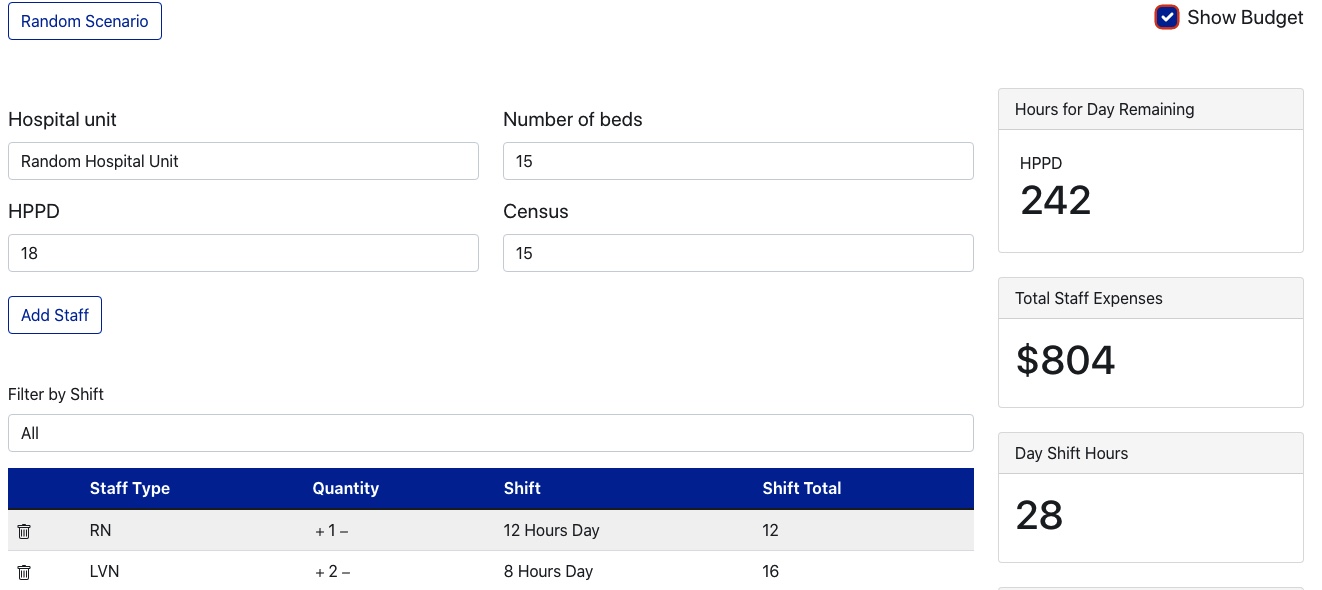 Random Scenario
Show Budget
Hospital unit
Number of beds
Random Hospital Unit
15
HPPD
Census
18
15
Add Staff
Filter by Shift
All
Staff Type Quantity Shift Shift Total
RN + 1 – 12 Hours Day 12
LVN + 2 – 8 Hours Day 16
Hours for Day Remaining
HPPD
242
Total Staff Expenses
$804
Day Shift Hours
28